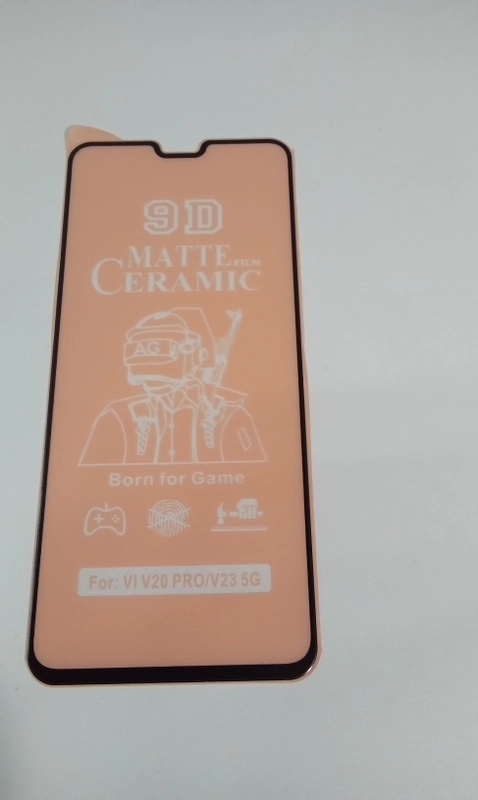 9D
MATTE FILM
CERAMIC
AG
Born for Game
For: VI V20 PRO/V23 5G